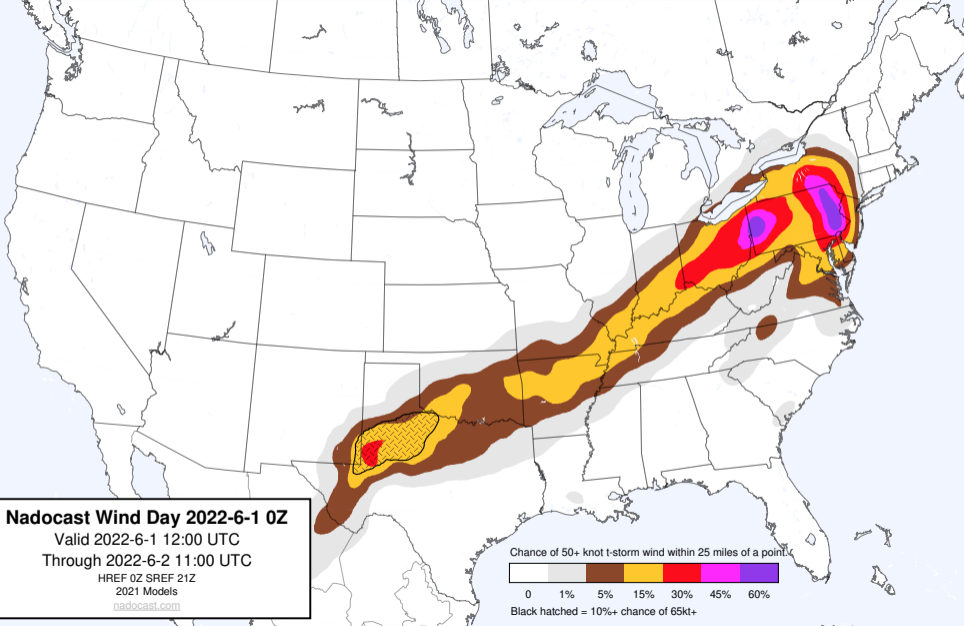 Nadocast Wind Day 2022-6-1 0Z
Valid 2022-6-1 12:00 UTC
Through 2022-6-2 11:00 UTC
HREF 0Z SREF 21Z
2021 Models
nadocast.com
Chance of 50+ knot t-storm wind within 25 miles of a point.
0 1% 5% 15% 30% 45% 60%
Black hatched = 10%+ chance of 65kt+